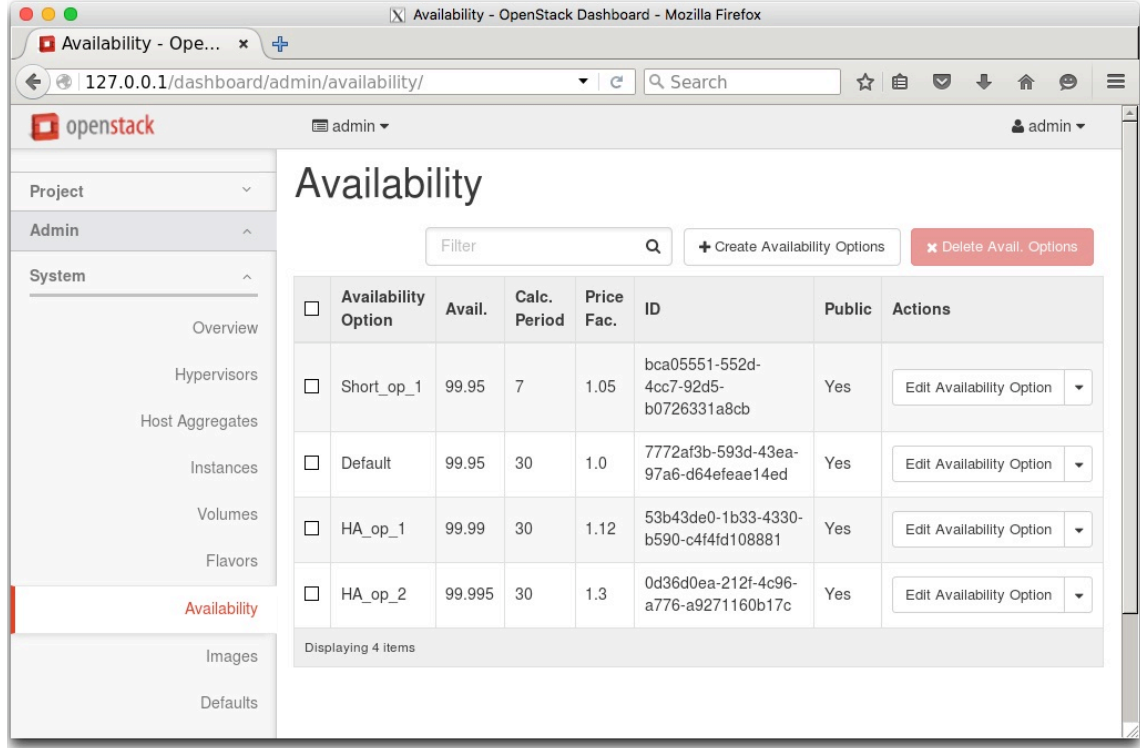 Availability - OpenStack Dashboard - Mozilla Firefox
Availability - Ope...
127.0.0.1/dashboard/admin/availability/
Search
openstack
admin
admin
Project
Admin
System
Overview
Hypervisors
Host Aggregates
Instances
Volumes
Flavors
Availability
Images
Defaults
Availability
Filter
Create Availability Options
Delete Avail. Options
Availability Option Avail. Calc. Period Price Fac. ID Public Actions
Short_op_1 99.95 7 1.05 bca05551-552d-4cc7-92d5-b0726331a8cb Yes Edit Availability Option
Default 99.95 30 1.0 7772af3b-593d-43ea-97a6-d64efeae14ed Yes Edit Availability Option
HA_op_1 99.99 30 1.12 53b43de0-1b33-4330-b590-c4f4fd108881 Yes Edit Availability Option
HA_op_2 99.995 30 1.3 0d36d0ea-212f-4c96-a776-a9271160b17c Yes Edit Availability Option
Displaying 4 items